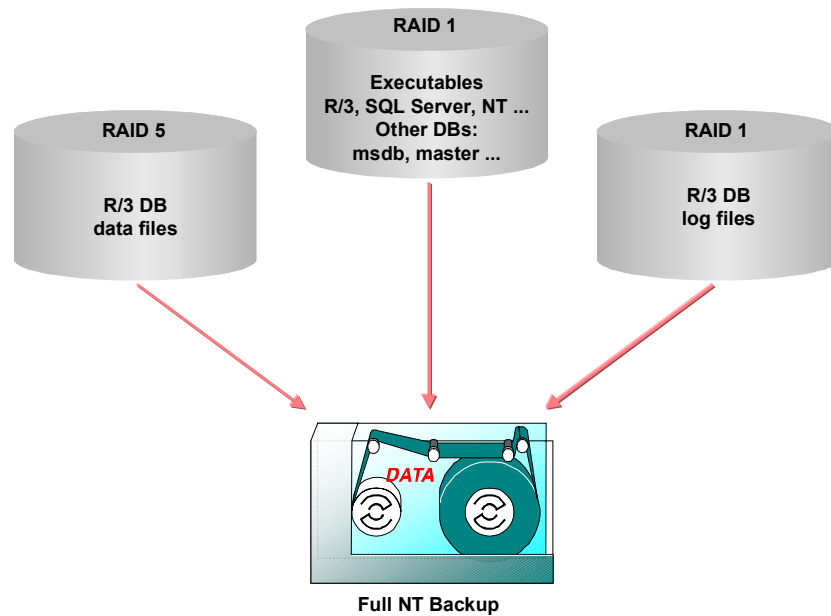 RAID 1
Executables
R/3, SQL Server, NT ...
Other DBs:
msdb, master ...
RAID 5
R/3 DB
data files
RAID 1
R/3 DB
log files
DATA
Full NT Backup